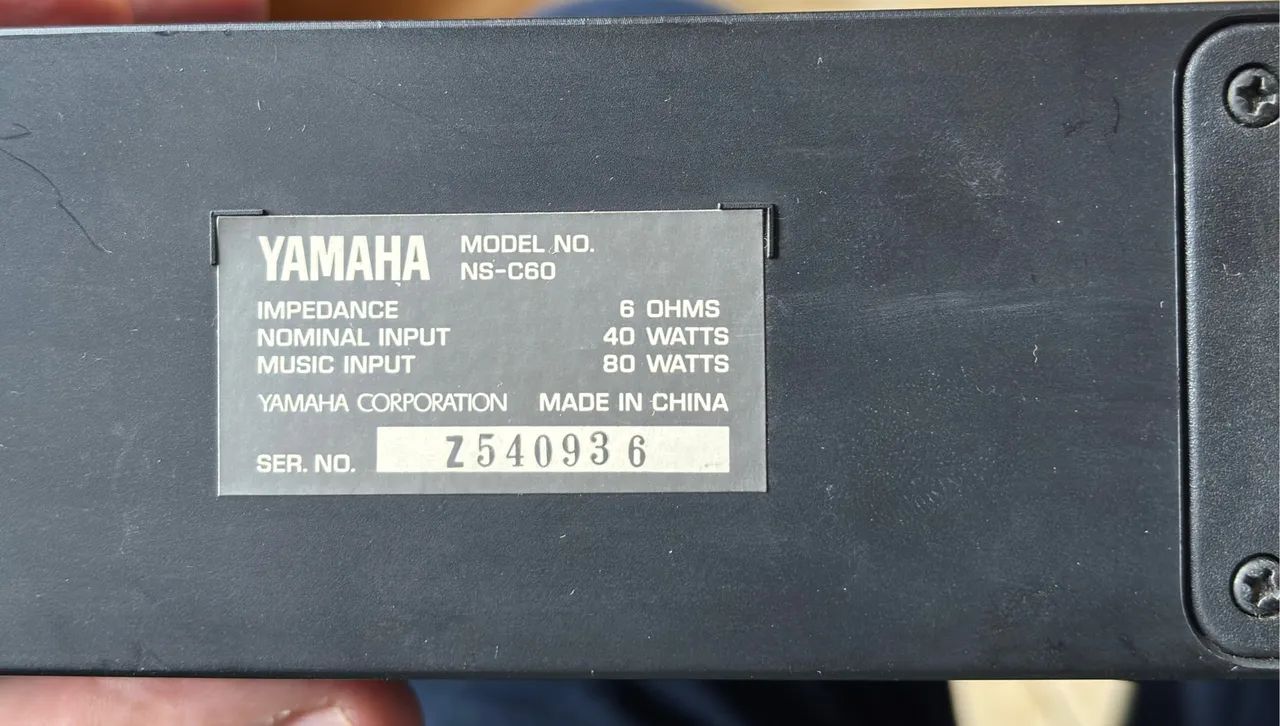 YAMAHA MODEL NO.
NS-C60
IMPEDANCE 6 OHMS
NOMINAL INPUT 40 WATTS
MUSIC INPUT 80 WATTS
YAMAHA CORPORATION MADE IN CHINA
SER. NO. Z540936